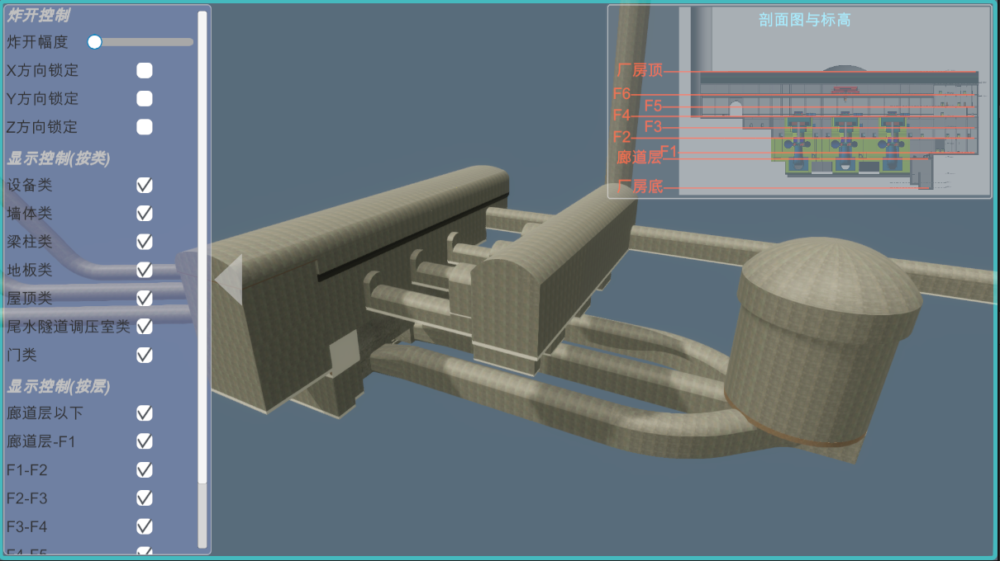 炸开控制
炸开幅度
X方向锁定
Y方向锁定
Z方向锁定
显示控制(按类)
设备类
墙体类
梁柱类
地板类
屋顶类
尾水隧道调压室类
门类
显示控制(按层)
廊道层以下
廊道层-F1
F1-F2
F2-F3
F3-F4
F4-F5
剖面图与标高
厂房顶
F6
F5
F4
F3
F2
F1
廊道层
厂房底